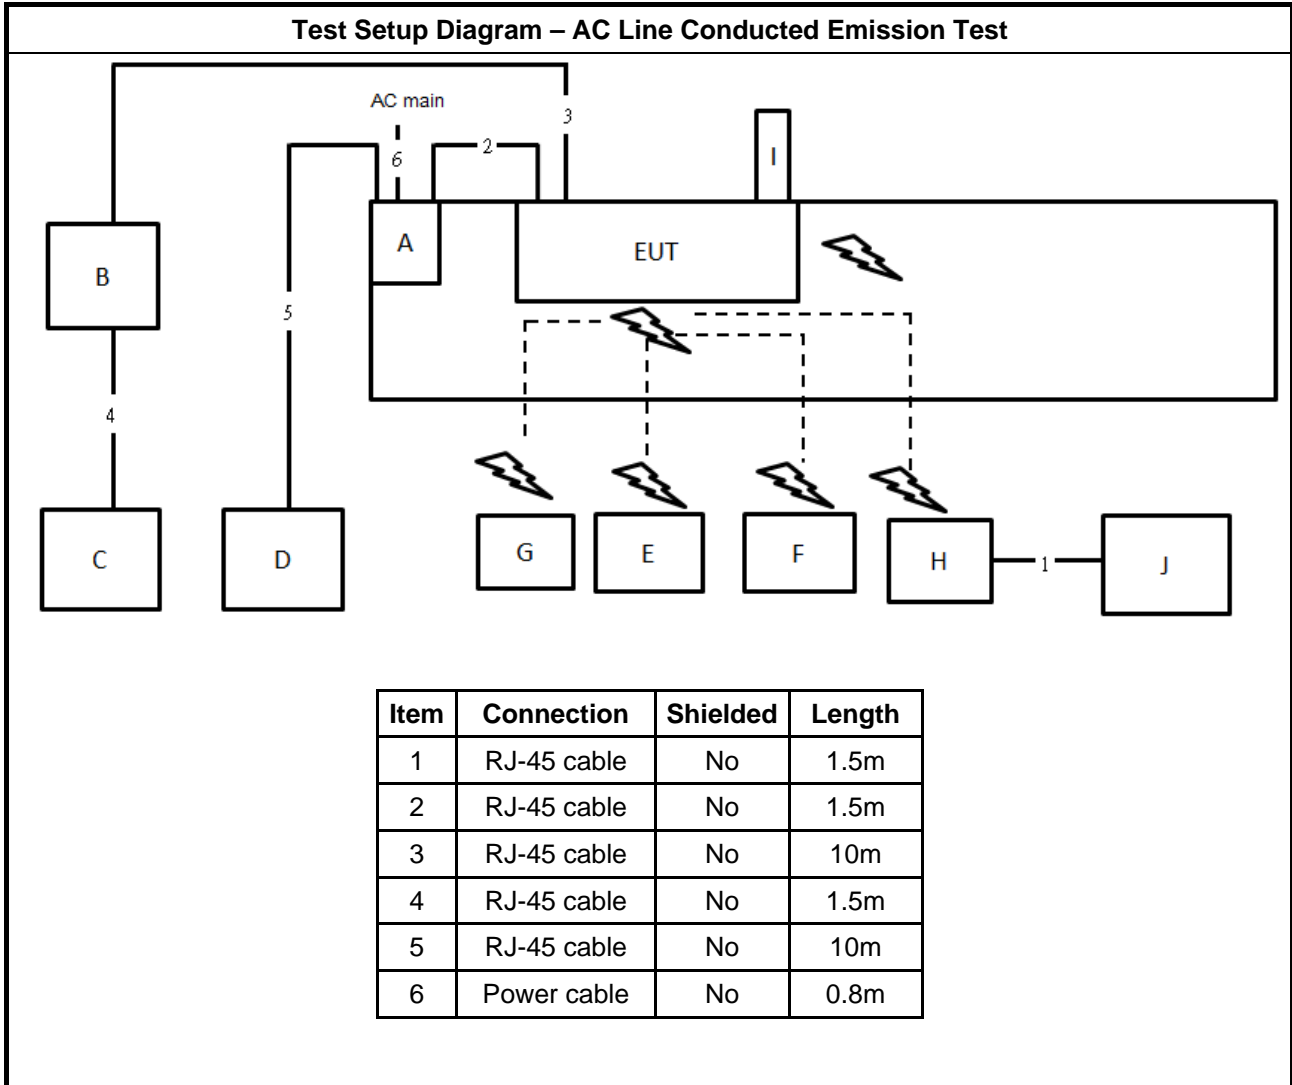 Test Setup Diagram – AC Line Conducted Emission Test
AC main
3
2
6
I
A
EUT
B
5
4
C
D
G
E
F
H
1
J
Item Connection Shielded Length
1 RJ-45 cable No 1.5m
2 RJ-45 cable No 1.5m
3 RJ-45 cable No 10m
4 RJ-45 cable No 1.5m
5 RJ-45 cable No 10m
6 Power cable No 0.8m